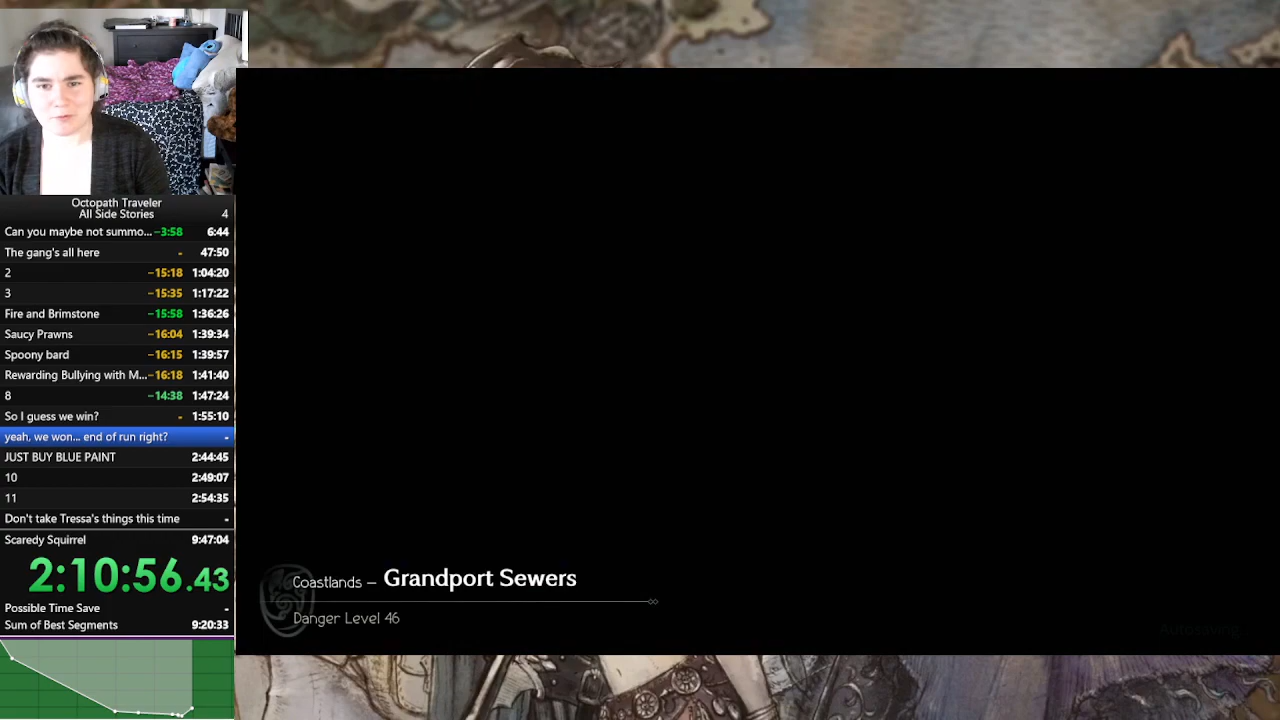 Octopath Traveler
All Side Stories 4
Can you maybe not summo... −3:58 6:44
The gang's all here - 47:50
2 −15:18 1:04:20
3 −15:35 1:17:22
Fire and Brimstone −15:58 1:36:26
Saucy Prawns −16:04 1:39:34
Spoony bard −16:15 1:39:57
Rewarding Bullying with M... −16:18 1:41:40
8 −14:38 1:47:24
So I guess we win? - 1:55:10
yeah, we won... end of run right? -
JUST BUY BLUE PAINT 2:44:45
10 2:49:07
11 2:54:35
Don't take Tressa's things this time -
Scaredy Squirrel 9:47:04
2:10:56.43
Possible Time Save -
Sum of Best Segments 9:20:33
Coastlands – Grandport Sewers
Danger Level 46
Autosaving...